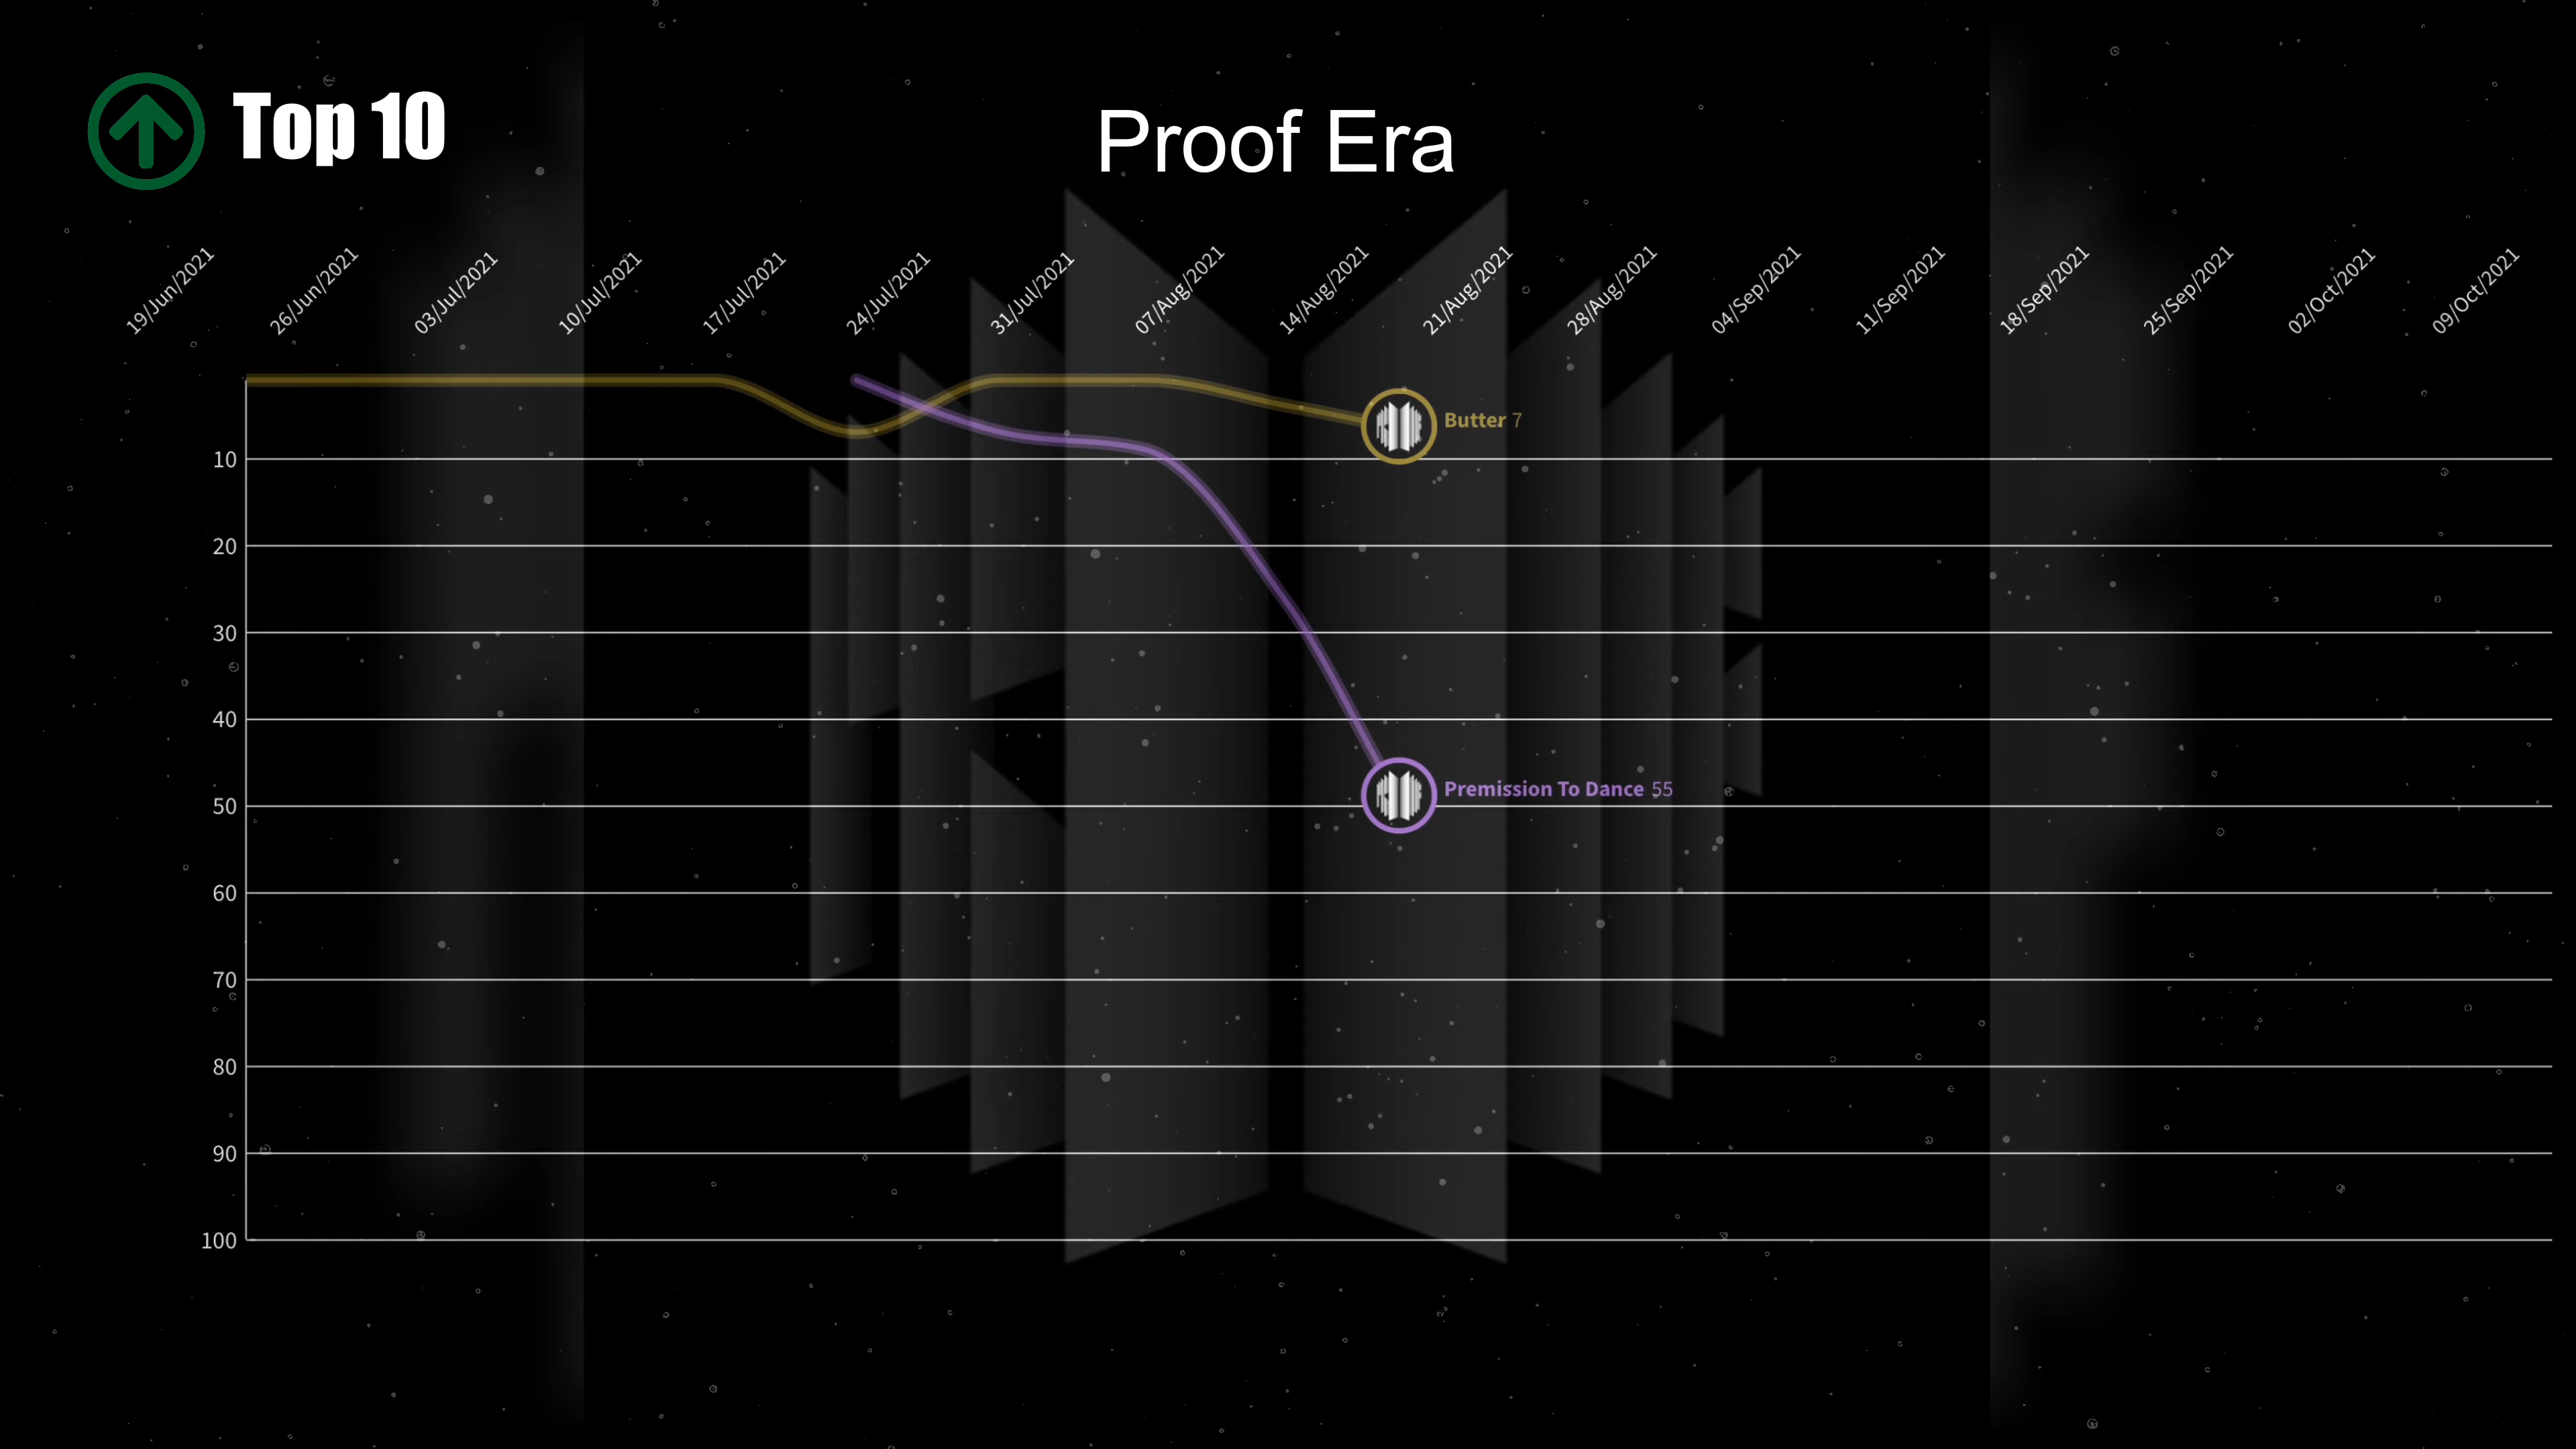 Top 10
Proof Era
19/Jun/2021
26/Jun/2021
03/Jul/2021
10/Jul/2021
17/Jul/2021
24/Jul/2021
31/Jul/2021
07/Aug/2021
14/Aug/2021
21/Aug/2021
28/Aug/2021
04/Sep/2021
11/Sep/2021
18/Sep/2021
25/Sep/2021
02/Oct/2021
09/Oct/2021
Butter 7
10
20
30
40
Premission To Dance 55
50
60
70
80
90
100